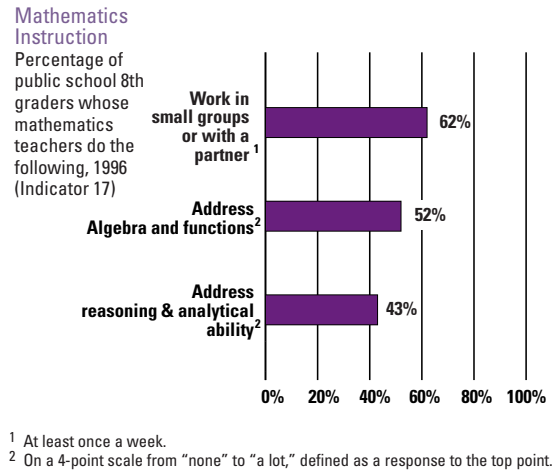 Mathematics
Instruction
Percentage of
public school 8th
graders whose
mathematics
teachers do the
following, 1996
(Indicator 17)
Work in
small groups
or with a
partner 1
62%
Address
Algebra and functions2
52%
Address
reasoning & analytical
ability2
43%
0% 20% 40% 60% 80% 100%
1 At least once a week.
2 On a 4-point scale from “none” to “a lot,” defined as a response to the top point.